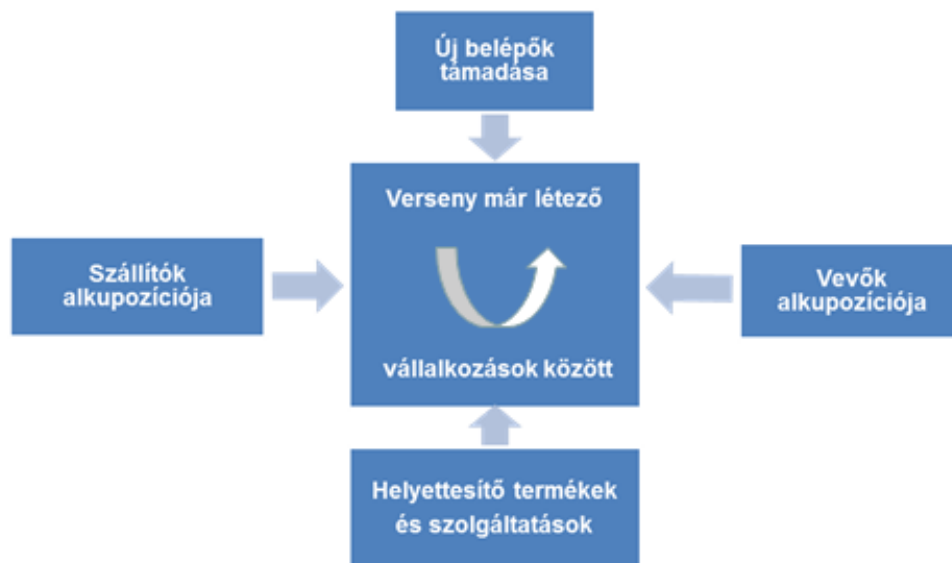 Új belépők
támadása
Verseny már létező
Szállítók
alkupozíciója
Vevők
alkupozíciója
vállalkozások között
Helyettesítő termékek
és szolgáltatások